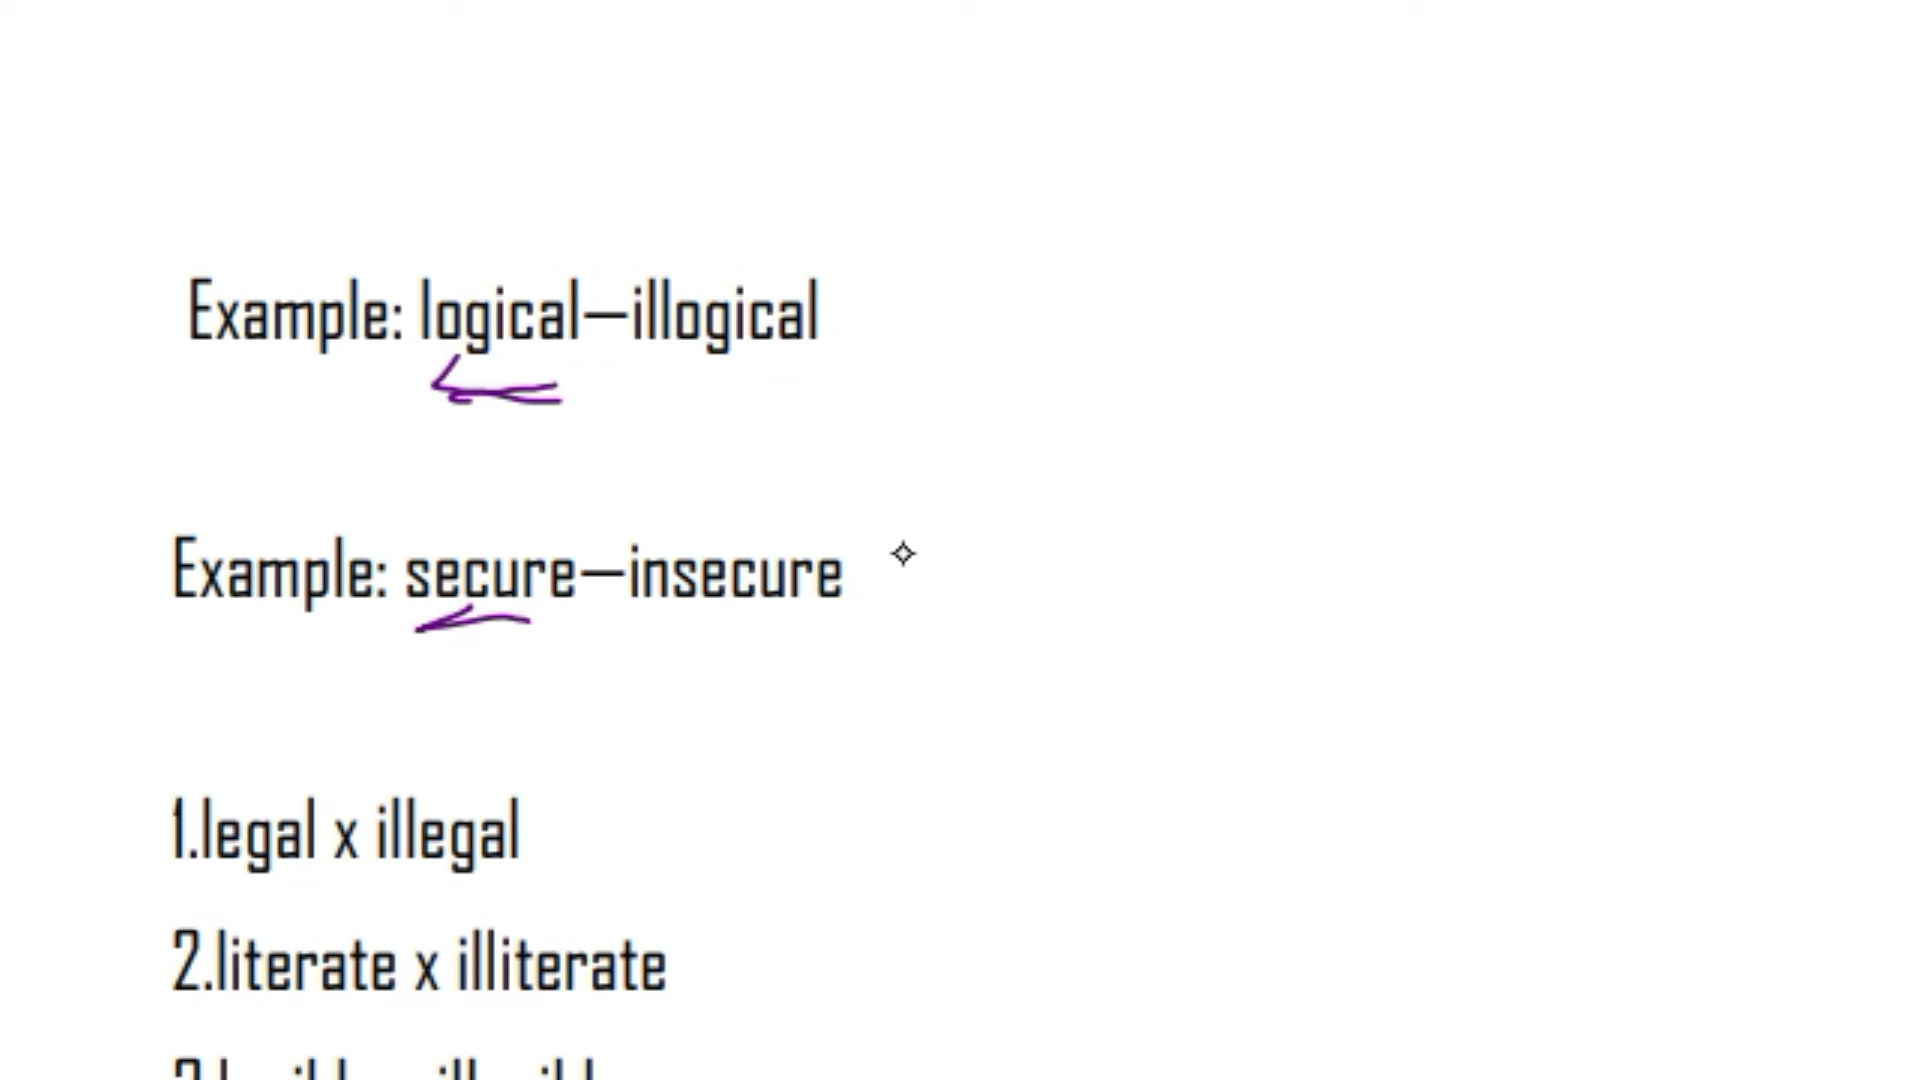 Example: logical—illogical
Example: secure—insecure
1.legal x illegal
2.literate x illiterate